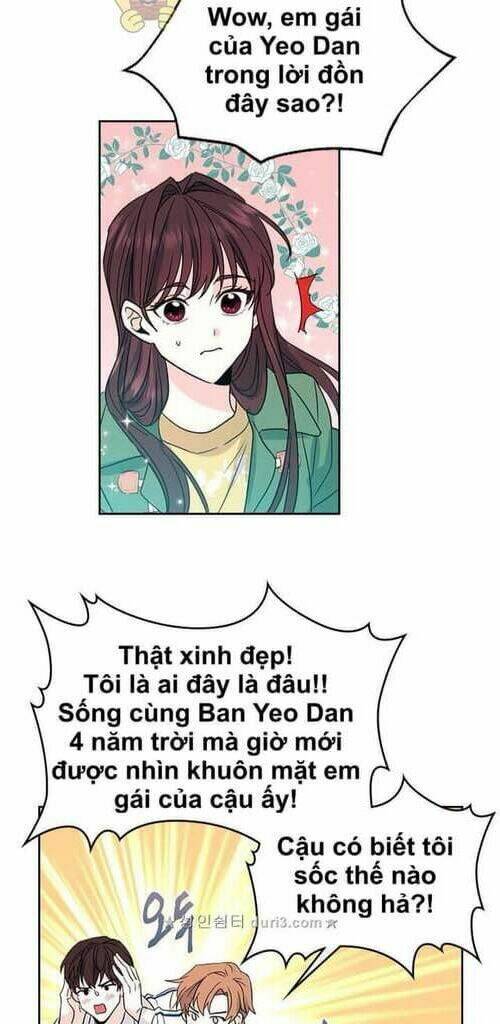 Wow, em gái
của Yeo Dan
trong lời đồn
đây sao?!
Thật xinh đẹp!
Tôi là ai đây là đâu!!
Sống cùng Ban Yeo Dan
4 năm trời mà giờ mới
được nhìn khuôn mặt em
gái của cậu ấy!
Cậu có biết tôi
sốc thế nào
không hả?!
duri3.com